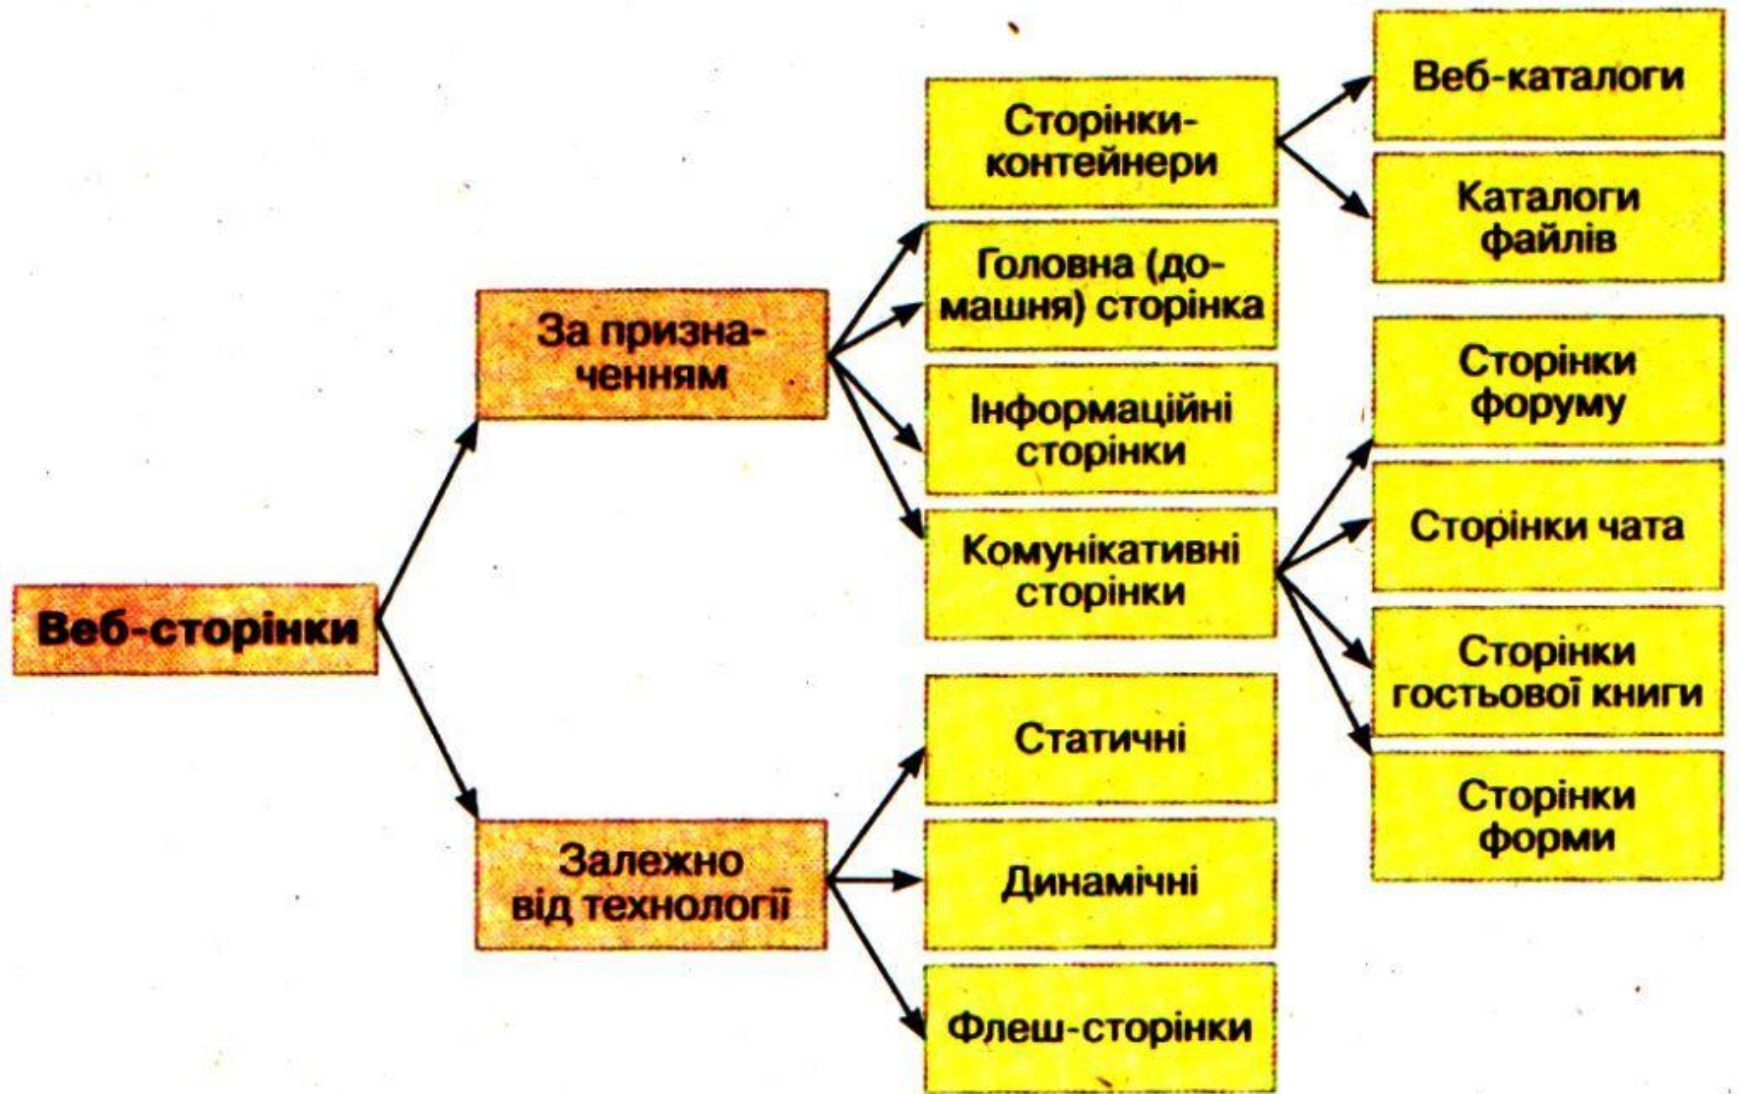 Веб-сторінки
За призна-
ченням
Залежно
від технології
Сторінки-
контейнери
Головна (до-
машня) сторінка
Інформаційні
сторінки
Комунікативні
сторінки
Статичні
Динамічні
Флеш-сторінки
Веб-каталоги
Каталоги
файлів
Сторінки
форуму
Сторінки чата
Сторінки
гостьової книги
Сторінки
форми